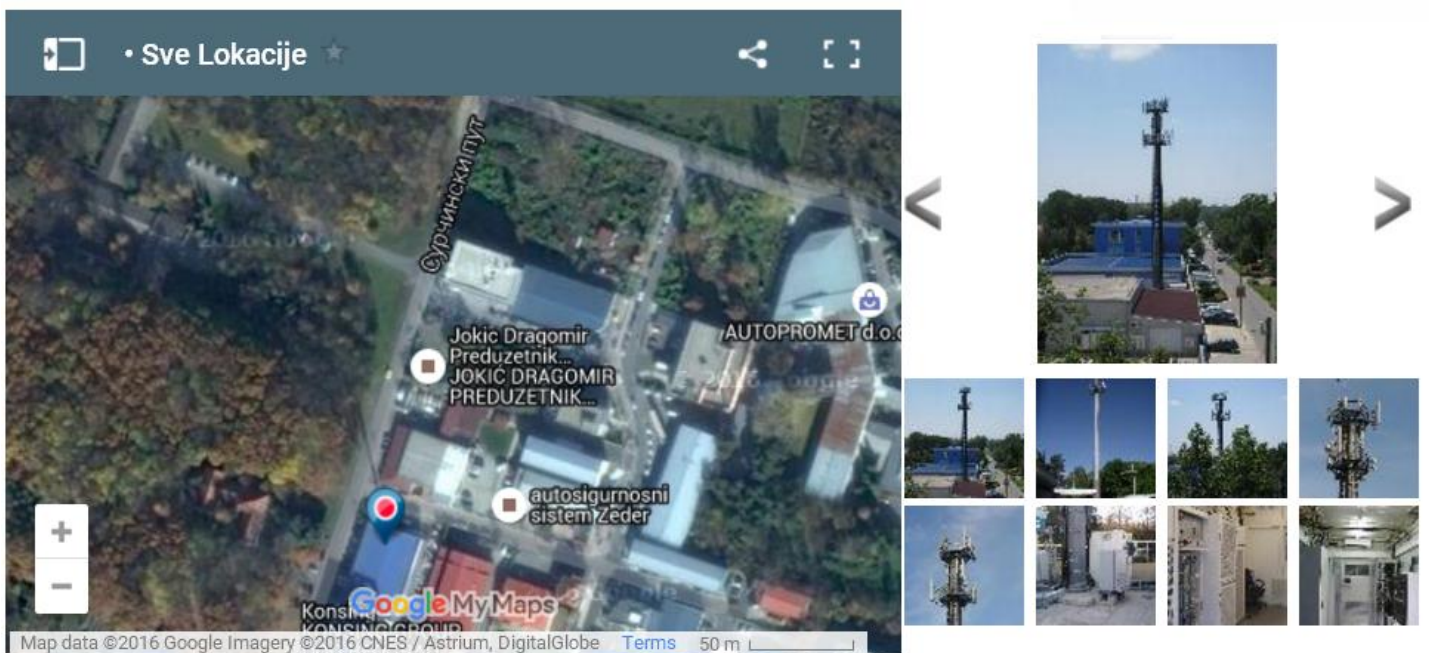 • Sve Lokacije
Сурчински пут
Jokic Dragomir
Preduzetnik...
JOKIĆ DRAGOMIR
PREDUZETNIK...
AUTOPROMET d.o.o
autosigurnosni
sistem Zeder
Konsing
KONSING GROUP
Google My Maps
Map data ©2016 Google Imagery ©2016 CNES / Astrium, DigitalGlobe Terms 50 m